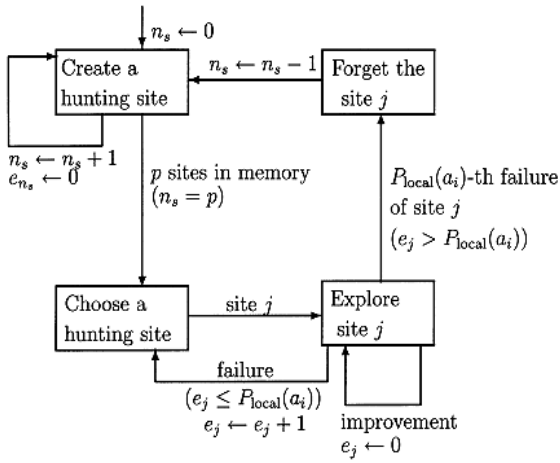 n_s ← 0
Create a
hunting site
n_s ← n_s − 1
Forget the
site j
n_s ← n_s + 1
e_{n_s} ← 0
p sites in memory
(n_s = p)
P_local(a_i)-th failure
of site j
(e_j > P_local(a_i))
Choose a
hunting site
site j
Explore
site j
failure
(e_j ≤ P_local(a_i))
e_j ← e_j + 1
improvement
e_j ← 0